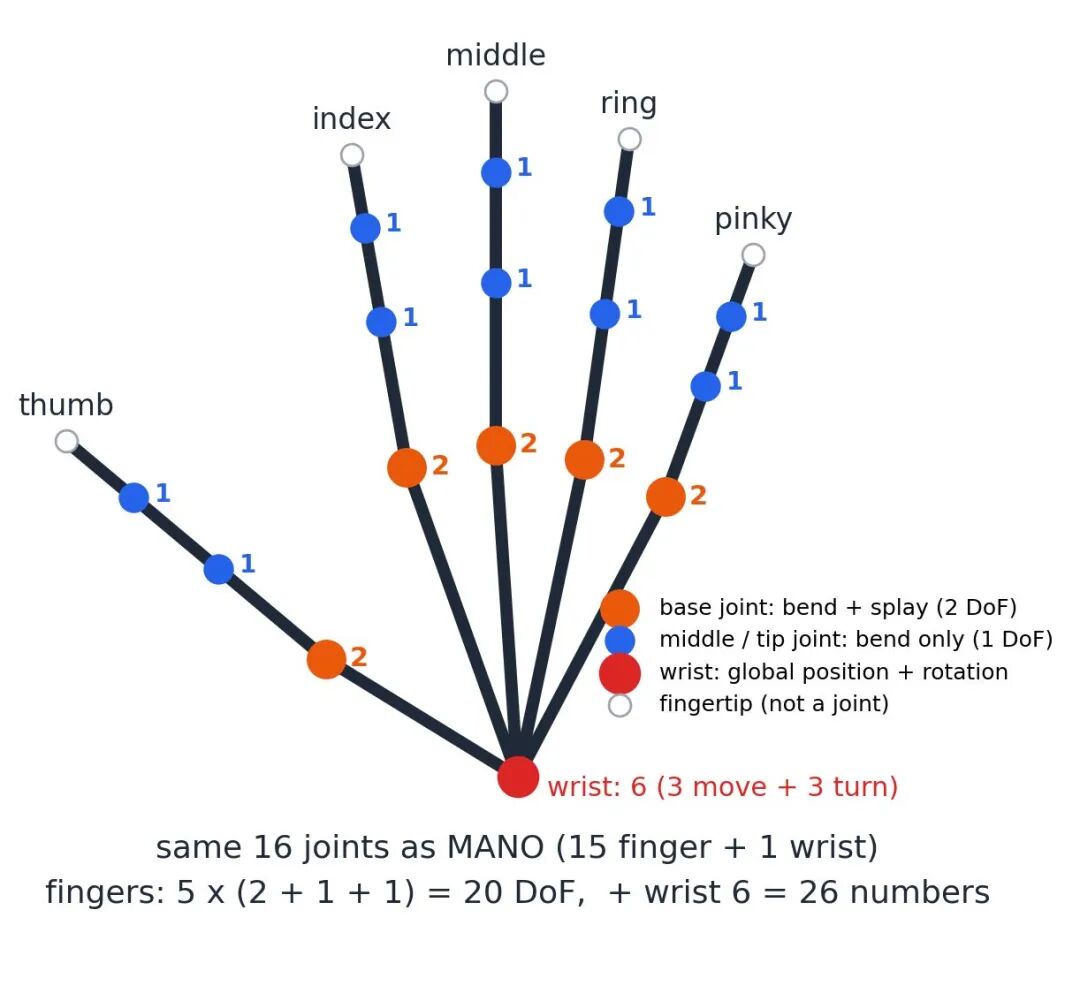 middle
ring
index
1
1
1
pinky
1
1
1
1
1
thumb
1
2
2
2
1
2
1
base joint: bend + splay (2 DoF)
middle / tip joint: bend only (1 DoF)
2
wrist: global position + rotation
fingertip (not a joint)
wrist: 6 (3 move + 3 turn)
same 16 joints as MANO (15 finger + 1 wrist)
fingers: 5 x (2 + 1 + 1) = 20 DoF,  + wrist 6 = 26 numbers